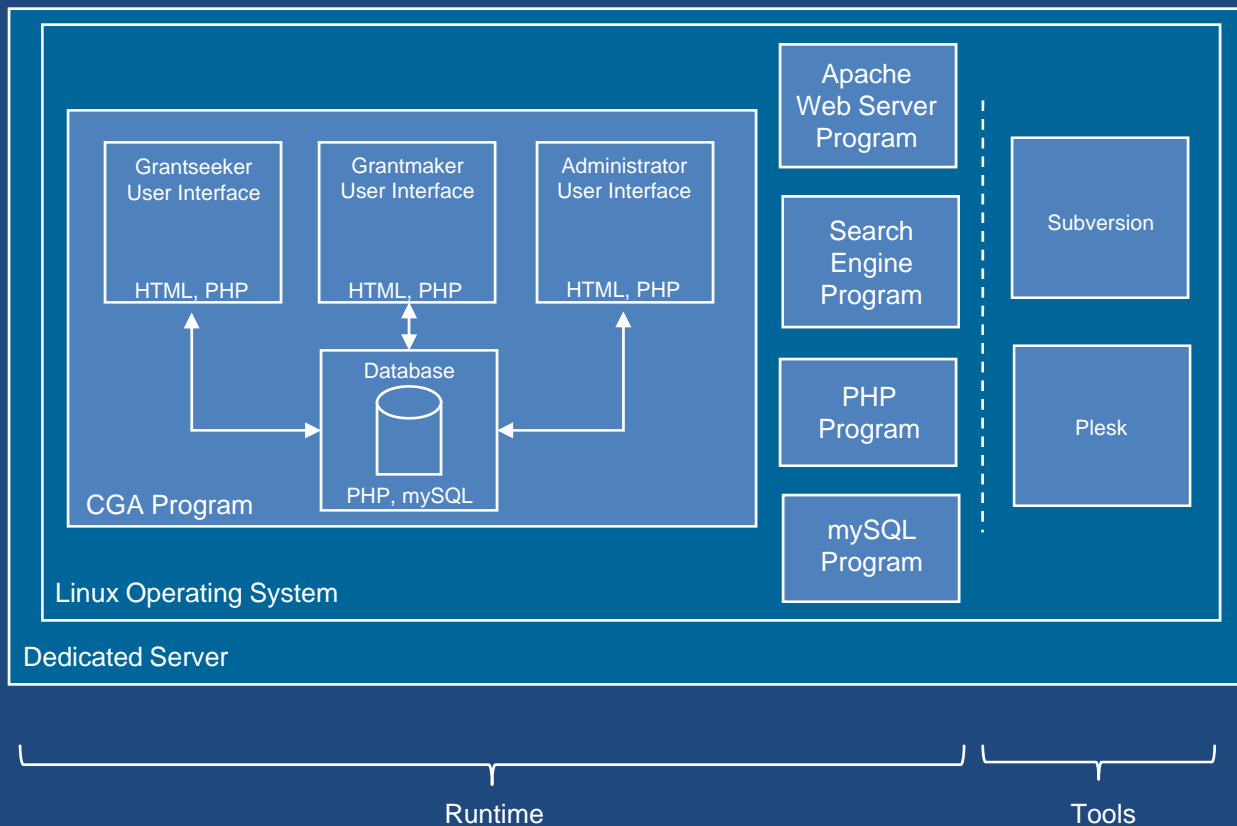 Apache
Web Server
Program
Grantseeker
User Interface
HTML, PHP
Grantmaker
User Interface
HTML, PHP
Administrator
User Interface
HTML, PHP
Search
Engine
Program
Subversion
Database
PHP, mySQL
PHP
Program
Plesk
CGA Program
mySQL
Program
Linux Operating System
Dedicated Server
Runtime
Tools